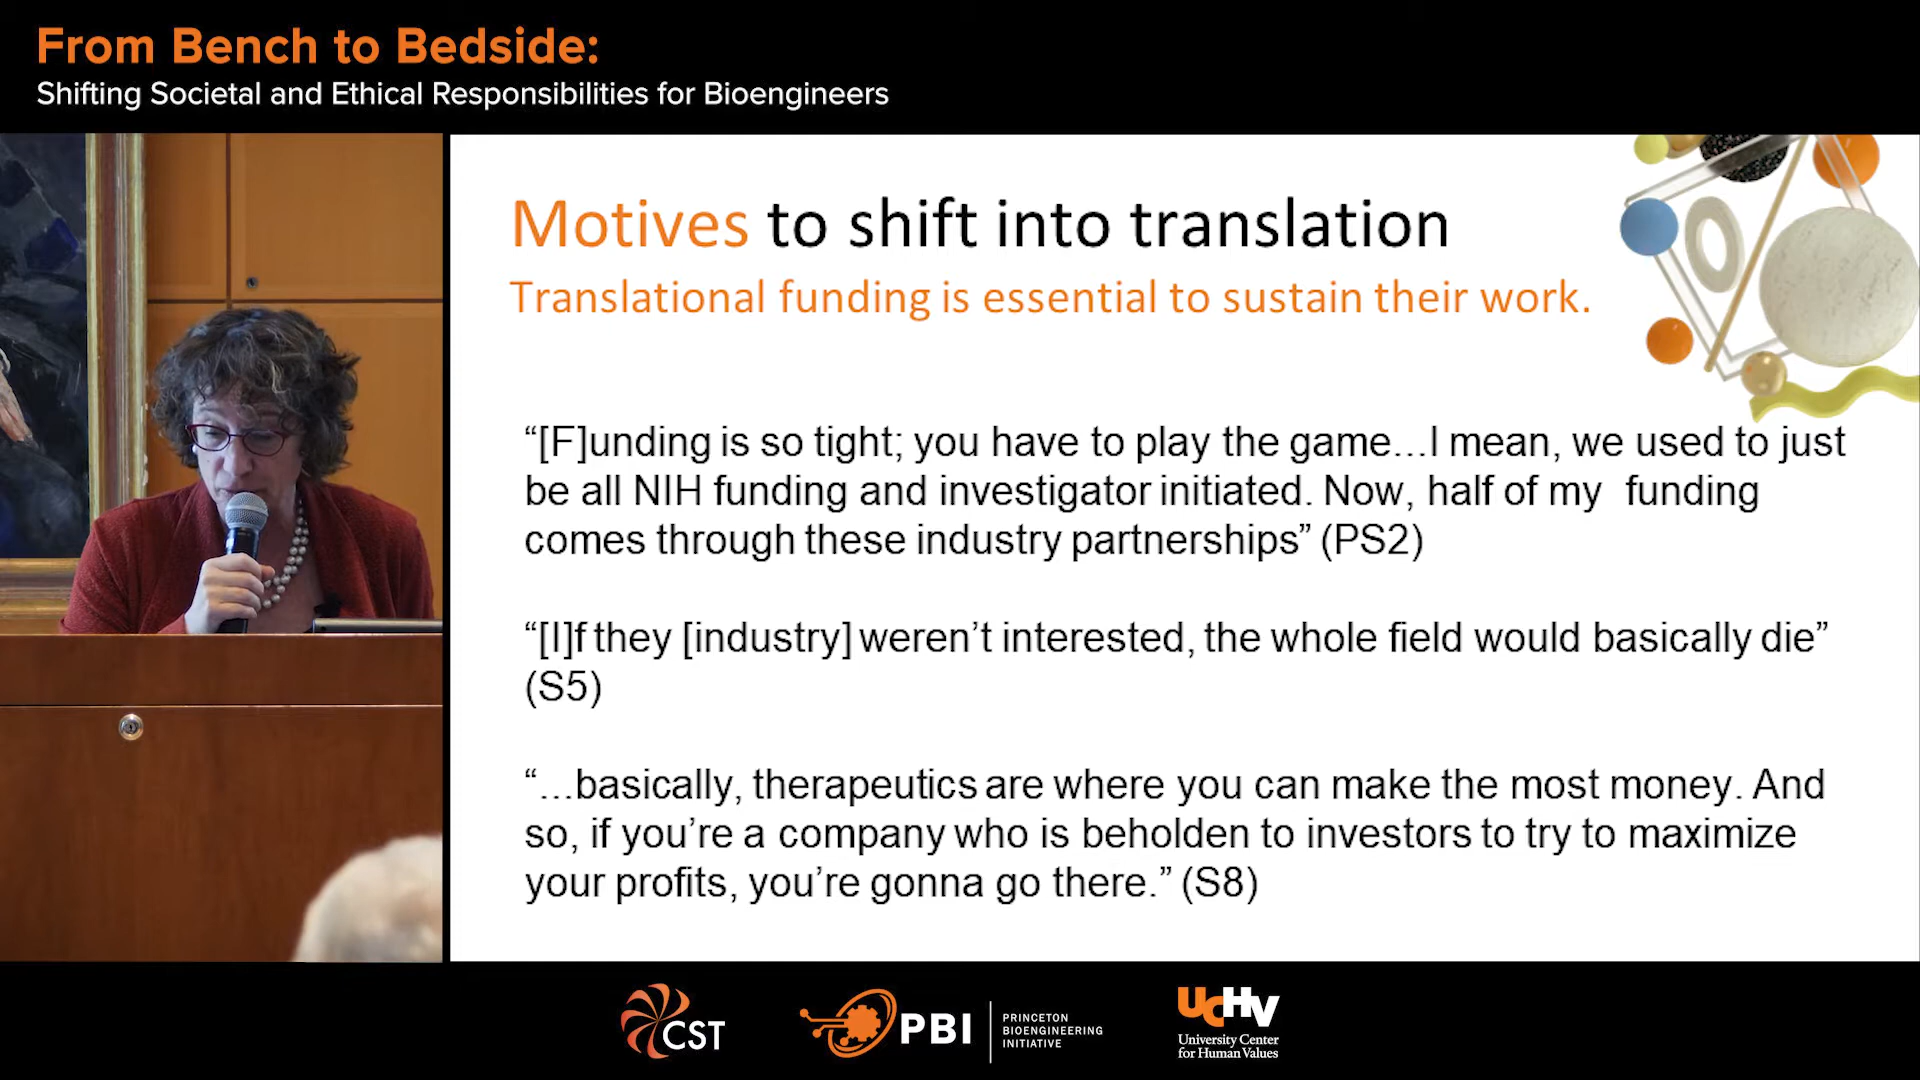 From Bench to Bedside:
Shifting Societal and Ethical Responsibilities for Bioengineers
Motives to shift into translation
Translational funding is essential to sustain their work.
“[F]unding is so tight; you have to play the game…I mean, we used to just
be all NIH funding and investigator initiated. Now, half of my funding
comes through these industry partnerships” (PS2)
“[I]f they [industry] weren’t interested, the whole field would basically die”
(S5)
“…basically, therapeutics are where you can make the most money. And
so, if you’re a company who is beholden to investors to try to maximize
your profits, you’re gonna go there.” (S8)
CST
PBI
PRINCETON
BIOENGINEERING
INITIATIVE
UCHV
University Center
for Human Values